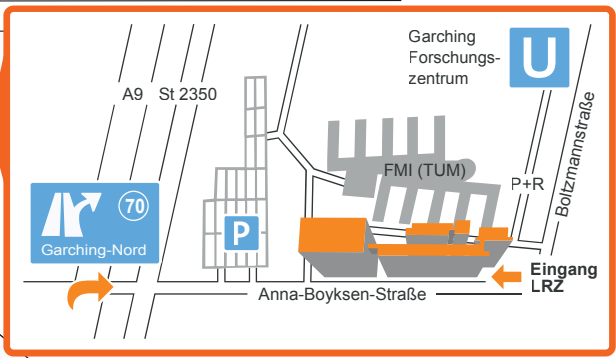 Garching
Forschungs-
zentrum
U
A9
St 2350
FMI (TUM)
P+R
Boltzmannstraße
70
Garching-Nord
P
Eingang
LRZ
Anna-Boyksen-Straße